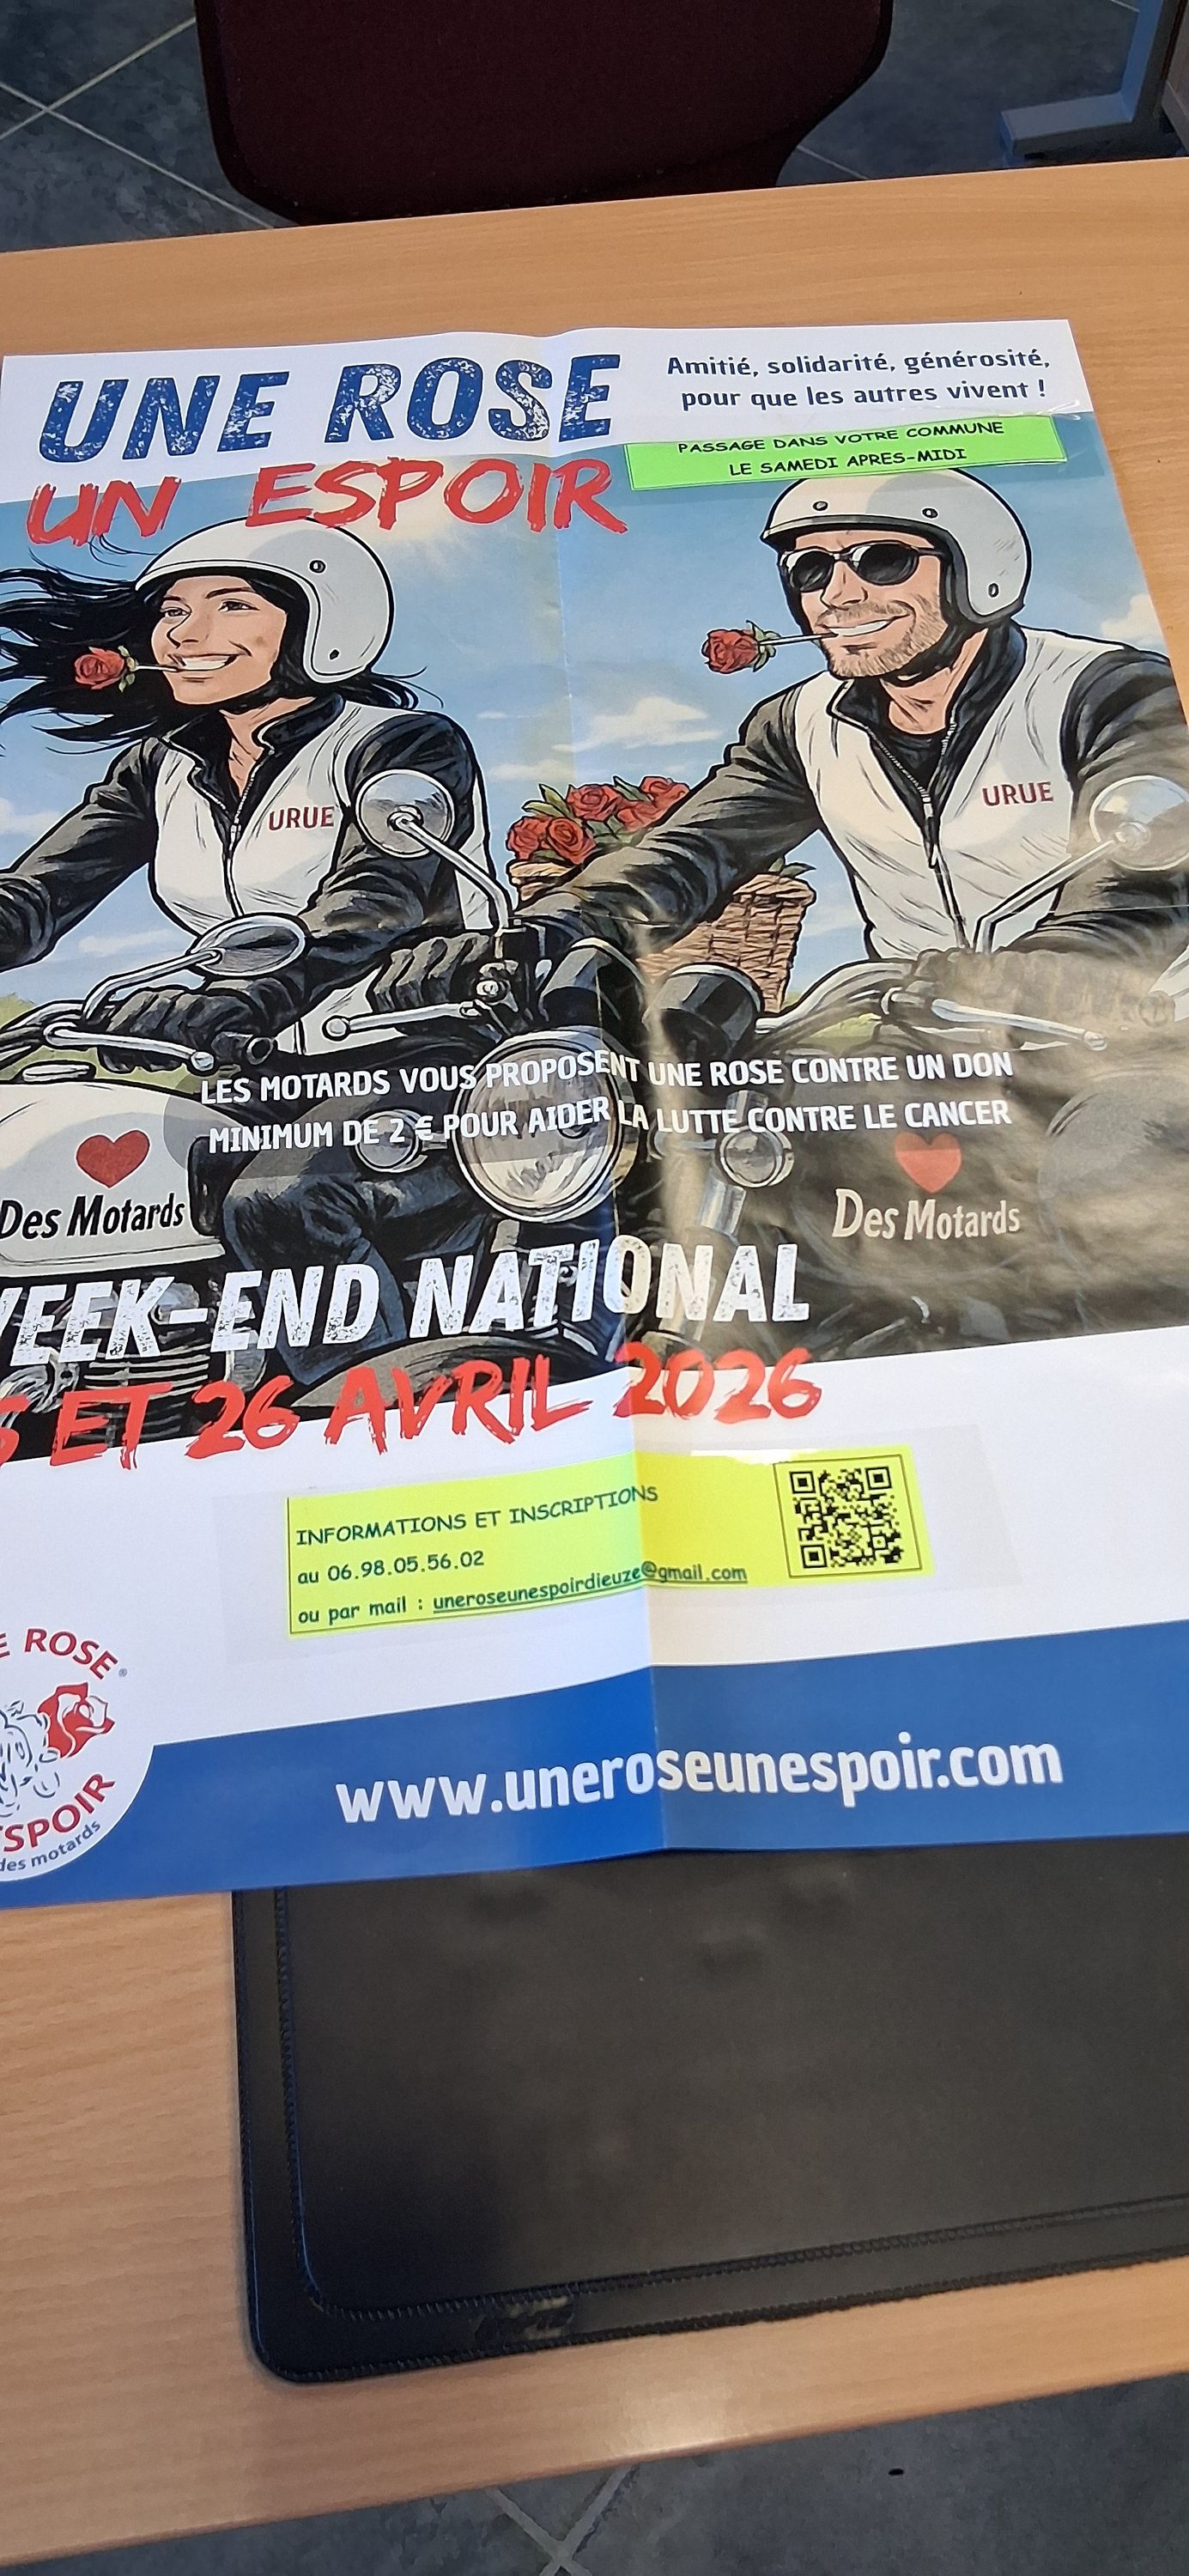 UNE ROSE
UN ESPOIR
Amitié, solidarité, générosité,
pour que les autres vivent !
PASSAGE DANS VOTRE COMMUNE
LE SAMEDI APRES-MIDI
URUE
URUE
LES MOTARDS VOUS PROPOSENT UNE ROSE CONTRE UN DON
MINIMUM DE 2 € POUR AIDER LA LUTTE CONTRE LE CANCER
Des Motards
Des Motards
WEEK-END NATIONAL
ET 26 AVRIL 2026
INFORMATIONS ET INSCRIPTIONS
au 06.98.05.56.02
ou par mail : uneroseunespoirdieuze@gmail.com
E ROSE®
ESPOIR
des motards
www.uneroseunespoir.com